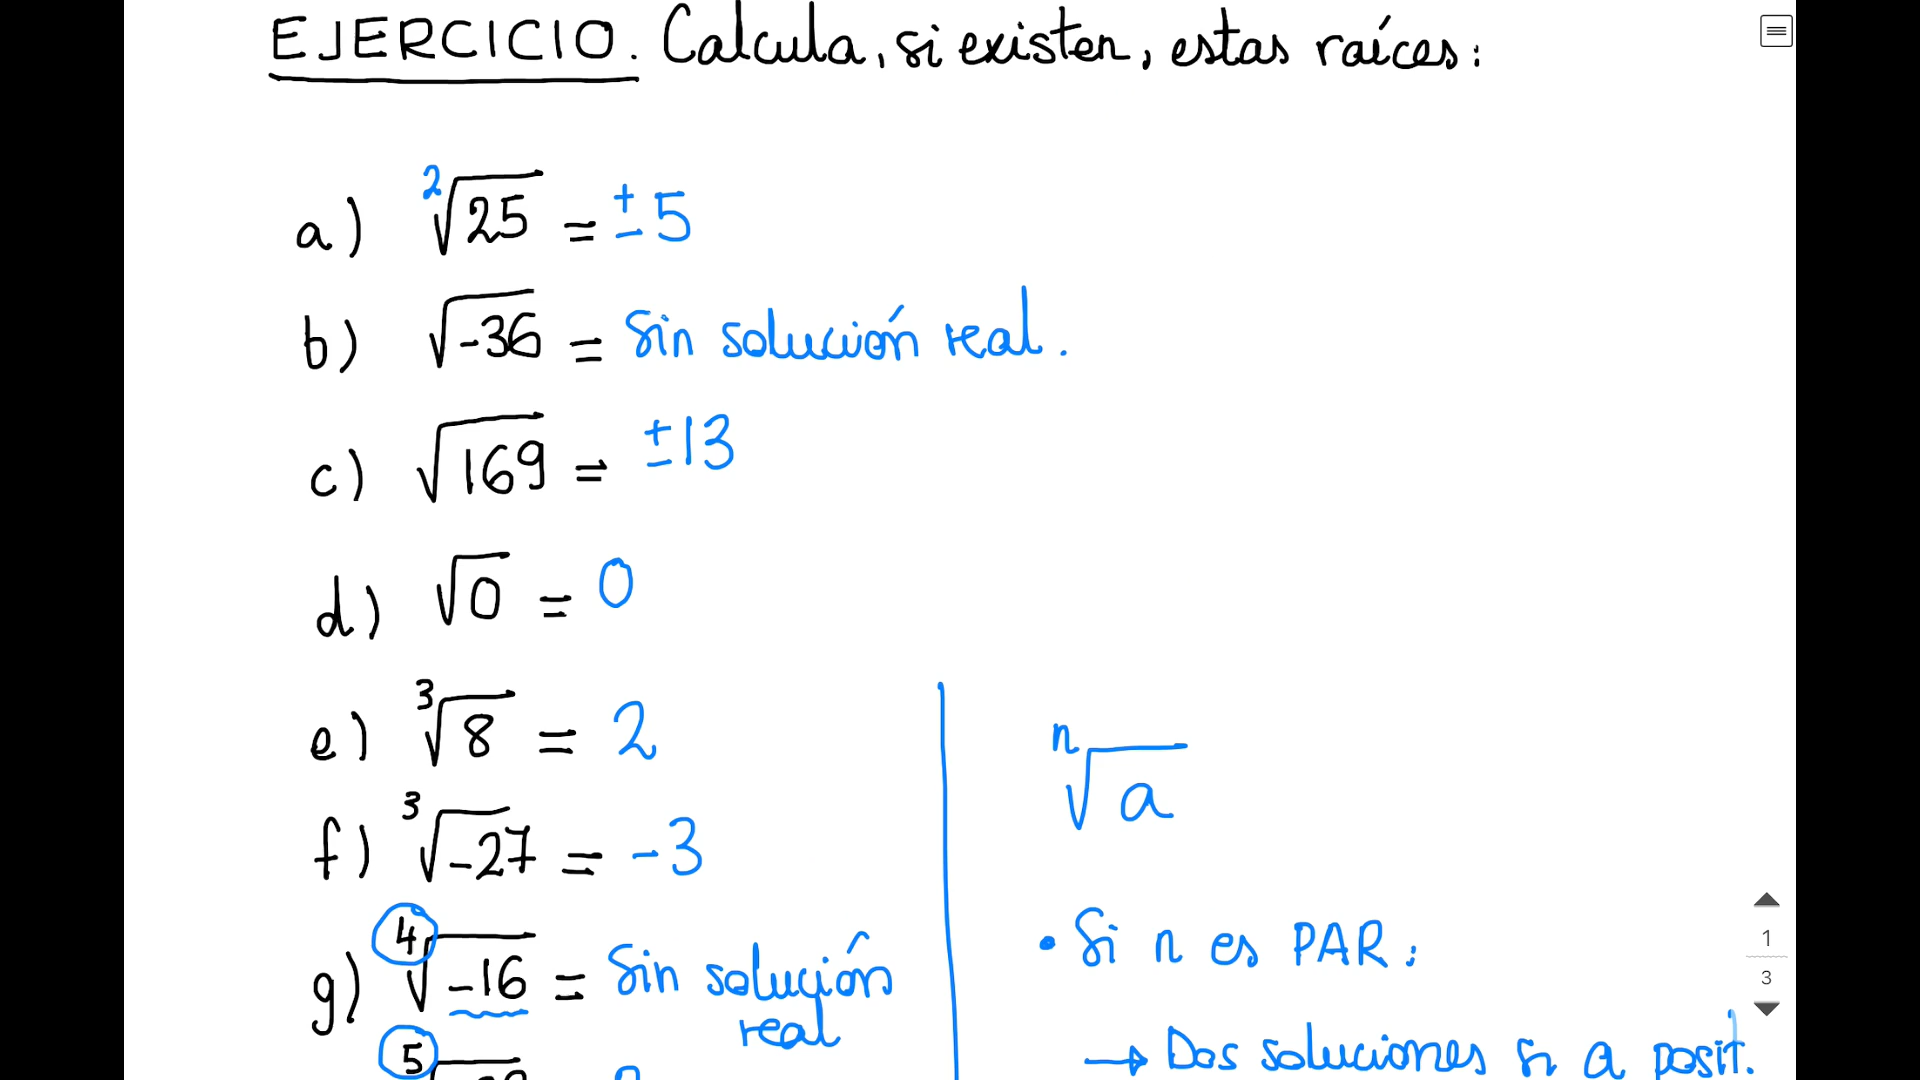 EJERCICIO. Calcula, si existen, estas raíces:
a) ²√25 = ±5
b) √-36 = Sin solución real.
c) √169 = ±13
d) √0 = 0
e) ³√8 = 2
f) ³√-27 = -3
g) ⁴√-16 = Sin solución
real
5
ⁿ√a
• Si n es PAR:
→ Dos soluciones si a posit.
1
3